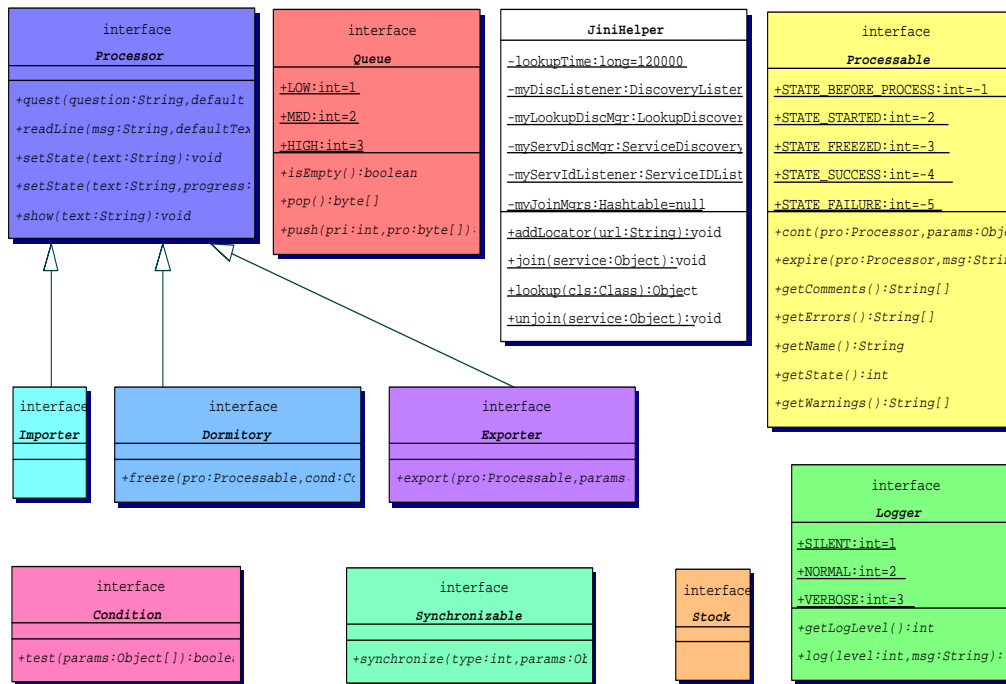 interface
Processor
+quest(question:String,default
+readLine(msg:String,defaultTex
+setState(text:String):void
+setState(text:String,progress:
+show(text:String):void
interface
Queue
+LOW:int=1
+MED:int=2
+HIGH:int=3
+isEmpty():boolean
+pop():byte[]
+push(pri:int,pro:byte[]):
JiniHelper
-lookupTime:long=120000
-myDiscListener:DiscoveryListen
-myLookupDiscMgr:LookupDiscover
-myServDiscMgr:ServiceDiscovery
-myServIdListener:ServiceIDList
-myJoinMgrs:Hashtable=null
+addLocator(url:String):void
+join(service:Object):void
+lookup(cls:Class):Object
+unjoin(service:Object):void
interface
Processable
+STATE_BEFORE_PROCESS:int=-1
+STATE_STARTED:int=-2
+STATE_FREEZED:int=-3
+STATE_SUCCESS:int=-4
+STATE_FAILURE:int=-5
+cont(pro:Processor,params:Obje
+expire(pro:Processor,msg:Strin
+getComments():String[]
+getErrors():String[]
+getName():String
+getState():int
+getWarnings():String[]
interface
Importer
interface
Dormitory
+freeze(pro:Processable,cond:Co
interface
Exporter
+export(pro:Processable,params
interface
Logger
+SILENT:int=1
+NORMAL:int=2
+VERBOSE:int=3
+getLogLevel():int
+log(level:int,msg:String):
interface
Condition
+test(params:Object[]):boolea
interface
Synchronizable
+synchronize(type:int,params:Ob
interface
Stock